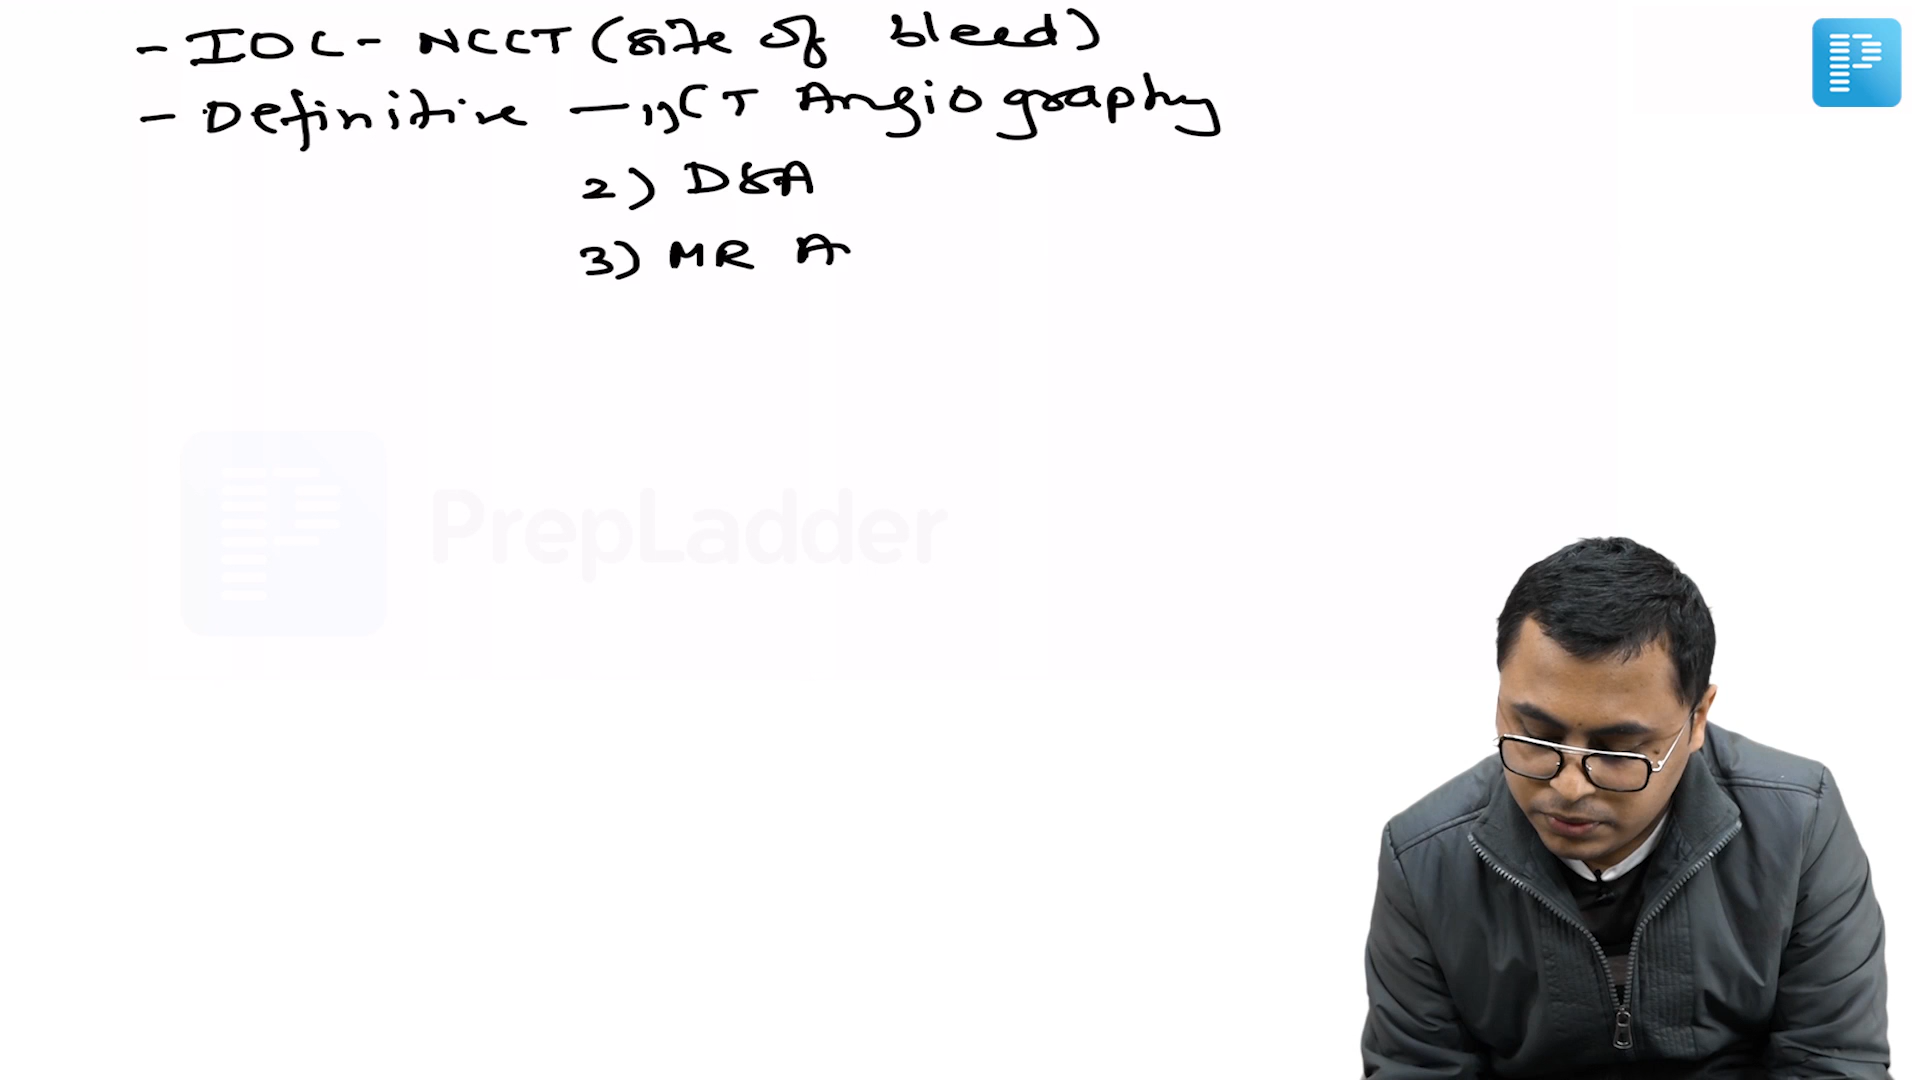 - IOC - NCCT (site of bleed)
- Definitive — 1) CT Angiography
2) DSA
3) MR A
PrepLadder